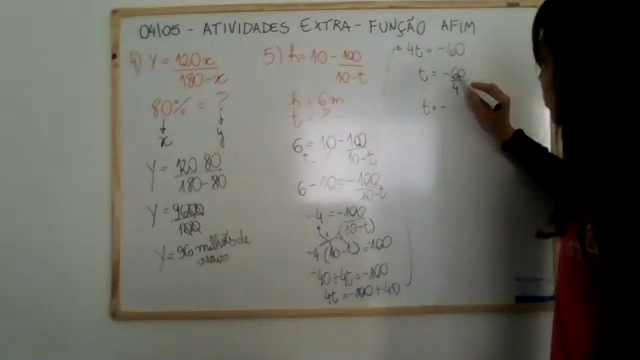 04/05 - ATIVIDADES EXTRA - FUNÇÃO AFIM
4) y = 120x / 180-x
80% = ?
x y
y = 120.80 / 180-80
y = 9600 / 100
y = 96 milhões de
5) h = 10 - 100 / 10-t
h = 6m
t = ?
6 = 10 - 100 / 10-t
6 - 10 = -100 / 10-t
-4 = -100 / (10-t)
-4(10-t) = -100
-40+4t = -100
4t = -100+40
4t = -60
t = -60 / 4
t = -